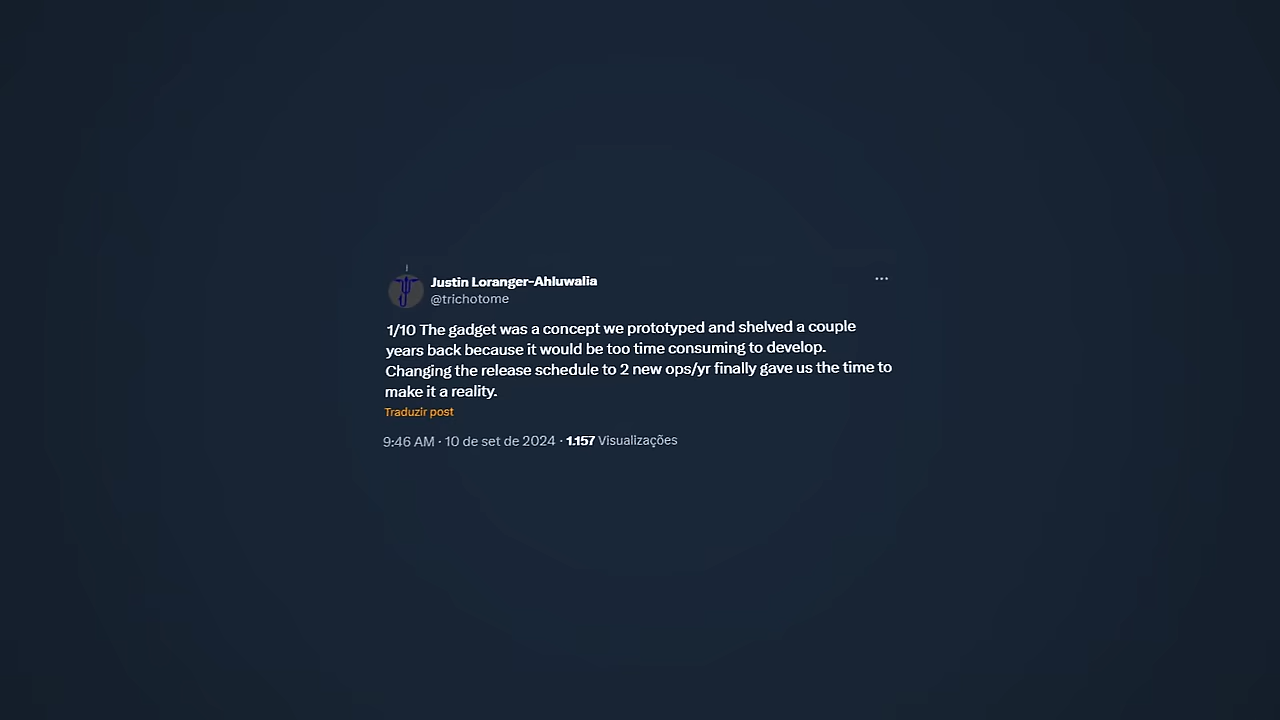 Justin Loranger-Ahluwalia
@trichotome
1/10 The gadget was a concept we prototyped and shelved a couple
years back because it would be too time consuming to develop.
Changing the release schedule to 2 new ops/yr finally gave us the time to
make it a reality.
Traduzir post
9:46 AM · 10 de set de 2024 · 1.157 Visualizações